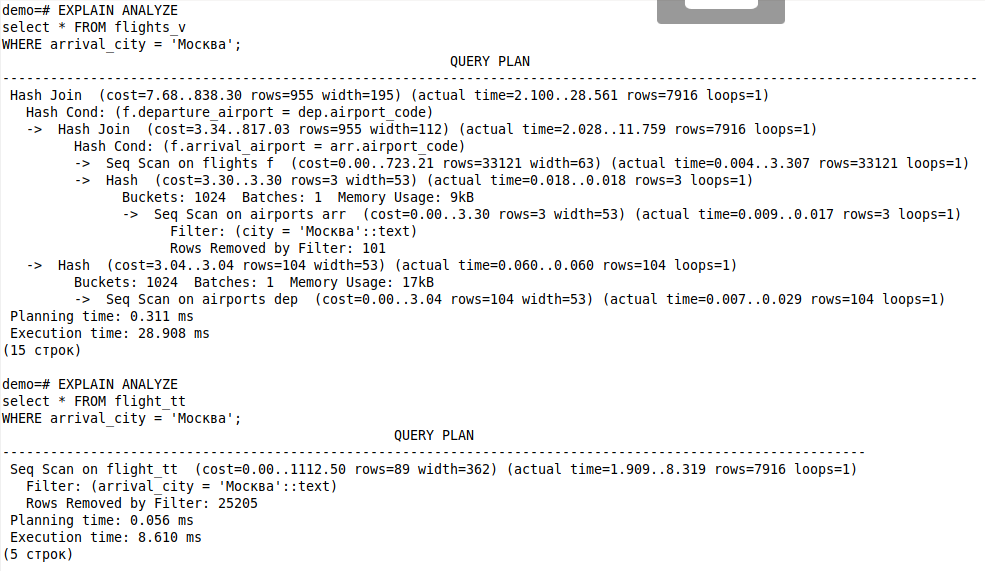 demo=# EXPLAIN ANALYZE
select * FROM flights_v
WHERE arrival_city = 'Москва';
QUERY PLAN
--------------------------------------------------------------------------------------------------------------------------
Hash Join  (cost=7.68..838.30 rows=955 width=195) (actual time=2.100..28.561 rows=7916 loops=1)
Hash Cond: (f.departure_airport = dep.airport_code)
->  Hash Join  (cost=3.34..817.03 rows=955 width=112) (actual time=2.028..11.759 rows=7916 loops=1)
Hash Cond: (f.arrival_airport = arr.airport_code)
->  Seq Scan on flights f  (cost=0.00..723.21 rows=33121 width=63) (actual time=0.004..3.307 rows=33121 loops=1)
->  Hash  (cost=3.30..3.30 rows=3 width=53) (actual time=0.018..0.018 rows=3 loops=1)
Buckets: 1024  Batches: 1  Memory Usage: 9kB
->  Seq Scan on airports arr  (cost=0.00..3.30 rows=3 width=53) (actual time=0.009..0.017 rows=3 loops=1)
Filter: (city = 'Москва'::text)
Rows Removed by Filter: 101
->  Hash  (cost=3.04..3.04 rows=104 width=53) (actual time=0.060..0.060 rows=104 loops=1)
Buckets: 1024  Batches: 1  Memory Usage: 17kB
->  Seq Scan on airports dep  (cost=0.00..3.04 rows=104 width=53) (actual time=0.007..0.029 rows=104 loops=1)
Planning time: 0.311 ms
Execution time: 28.908 ms
(15 строк)
demo=# EXPLAIN ANALYZE
select * FROM flight_tt
WHERE arrival_city = 'Москва';
QUERY PLAN
------------------------------------------------------------------------------------------------------------
Seq Scan on flight_tt  (cost=0.00..1112.50 rows=89 width=362) (actual time=1.909..8.319 rows=7916 loops=1)
Filter: (arrival_city = 'Москва'::text)
Rows Removed by Filter: 25205
Planning time: 0.056 ms
Execution time: 8.610 ms
(5 строк)